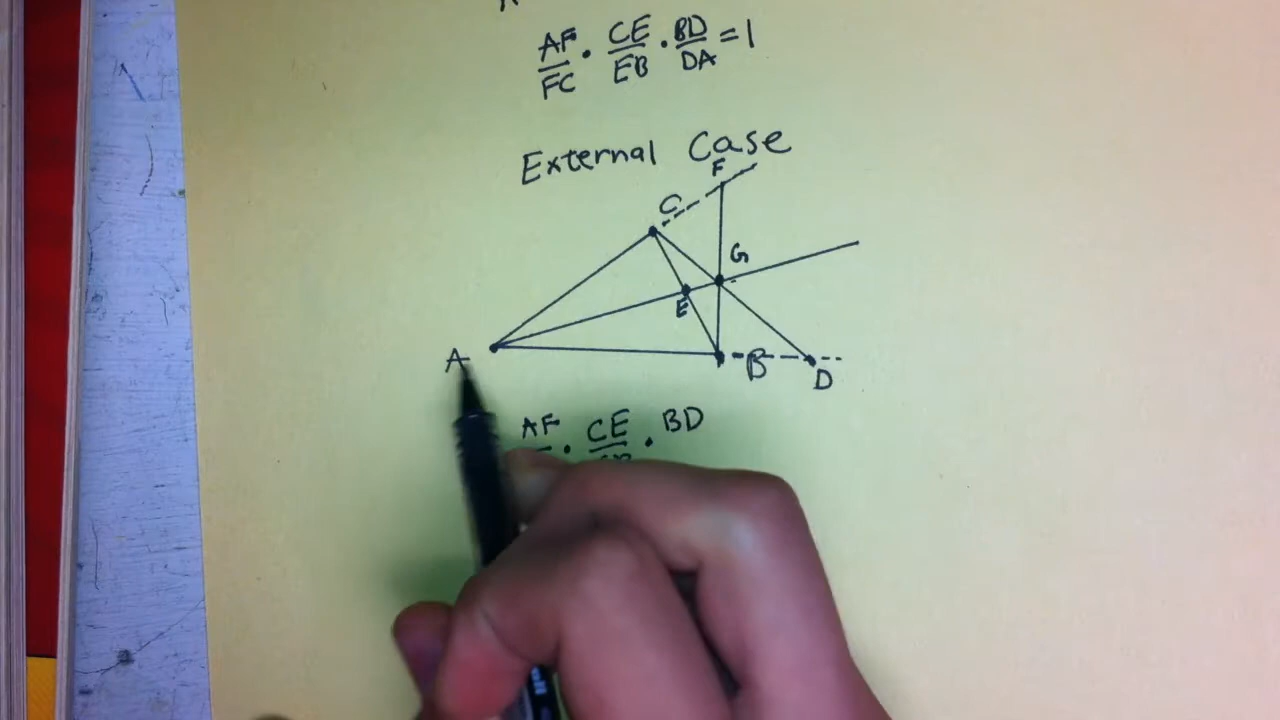 AF/FC · CE/EB · BD/DA = 1
External Case
F
C
G
E
A
B
D
AF · CE · BD